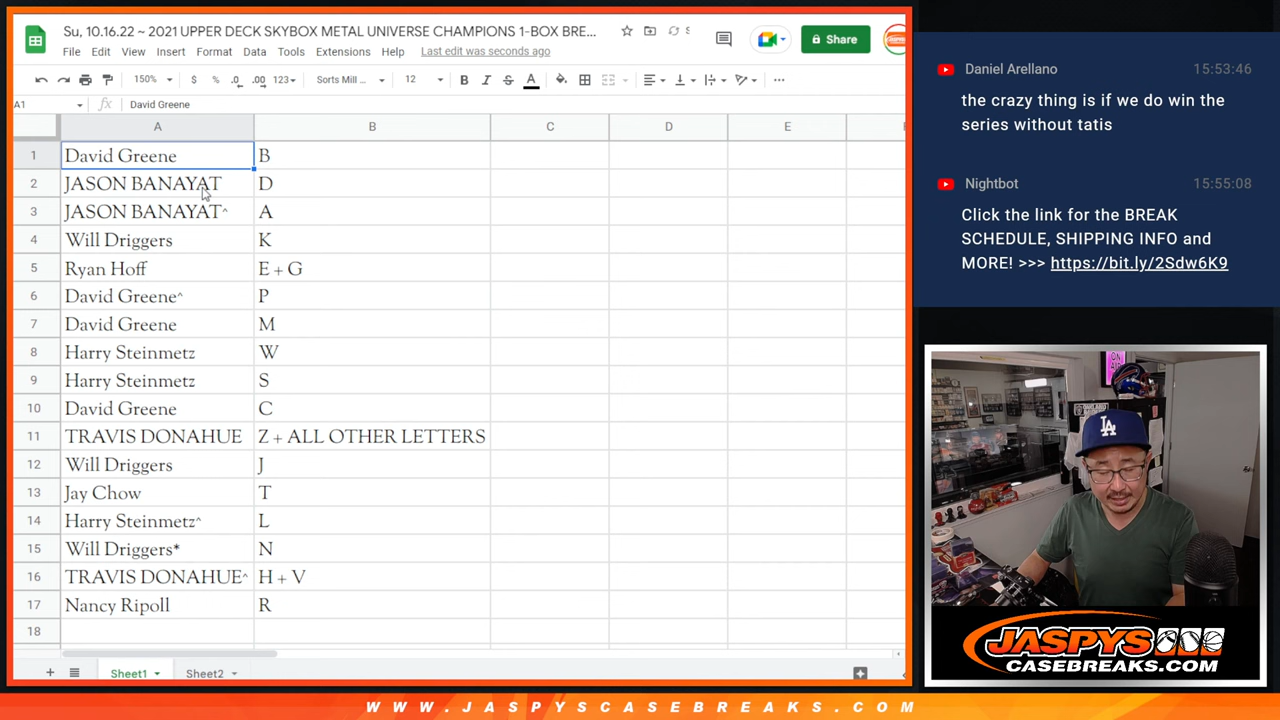 Su, 10.16.22 ~ 2021 UPPER DECK SKYBOX METAL UNIVERSE CHAMPIONS 1-BOX BRE...
File Edit View Insert Format Data Tools Extensions Help Last edit was seconds ago
Share
150% $ % .0 .00 123 Sorts Mill ... 12 B I S A
A1 fx David Greene
A B C D E
1 David Greene B
2 JASON BANAYAT D
3 JASON BANAYAT^ A
4 Will Driggers K
5 Ryan Hoff E + G
6 David Greene^ P
7 David Greene M
8 Harry Steinmetz W
9 Harry Steinmetz S
10 David Greene C
11 TRAVIS DONAHUE Z + ALL OTHER LETTERS
12 Will Driggers J
13 Jay Chow T
14 Harry Steinmetz^ L
15 Will Driggers* N
16 TRAVIS DONAHUE^ H + V
17 Nancy Ripoll R
18
Sheet1 Sheet2
Daniel Arellano 15:53:46
the crazy thing is if we do win the
series without tatis
Nightbot 15:55:08
Click the link for the BREAK
SCHEDULE, SHIPPING INFO and
MORE! >>> https://bit.ly/2Sdw6K9
ON AIR
LA
JASPYS
CASEBREAKS.COM
WWW.JASPYSCASEBREAKS.COM